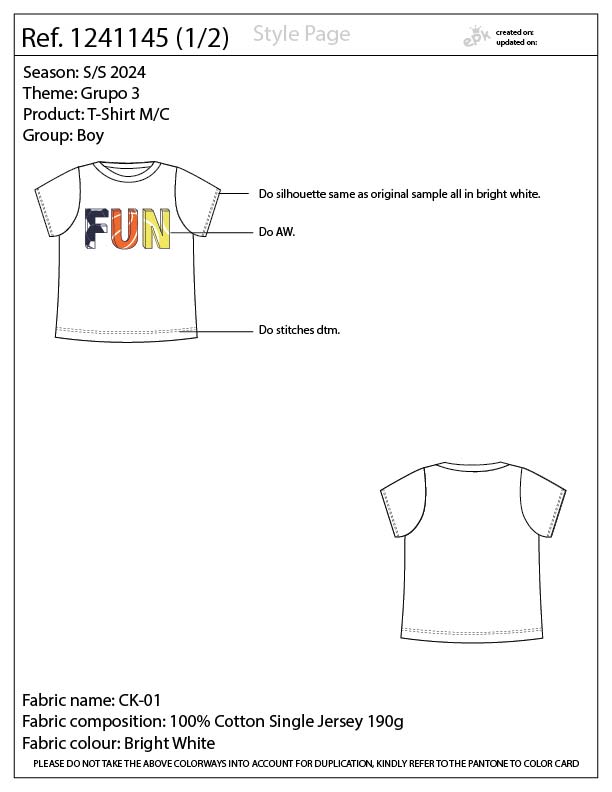 Ref. 1241145 (1/2)
Style Page
epk
created on:
updated on:
Season: S/S 2024
Theme: Grupo 3
Product: T-Shirt M/C
Group: Boy
Do silhouette same as original sample all in bright white.
FUN
Do AW.
Do stitches dtm.
Fabric name: CK-01
Fabric composition: 100% Cotton Single Jersey 190g
Fabric colour: Bright White
PLEASE DO NOT TAKE THE ABOVE COLORWAYS INTO ACCOUNT FOR DUPLICATION, KINDLY REFER TO THE PANTONE TO COLOR CARD